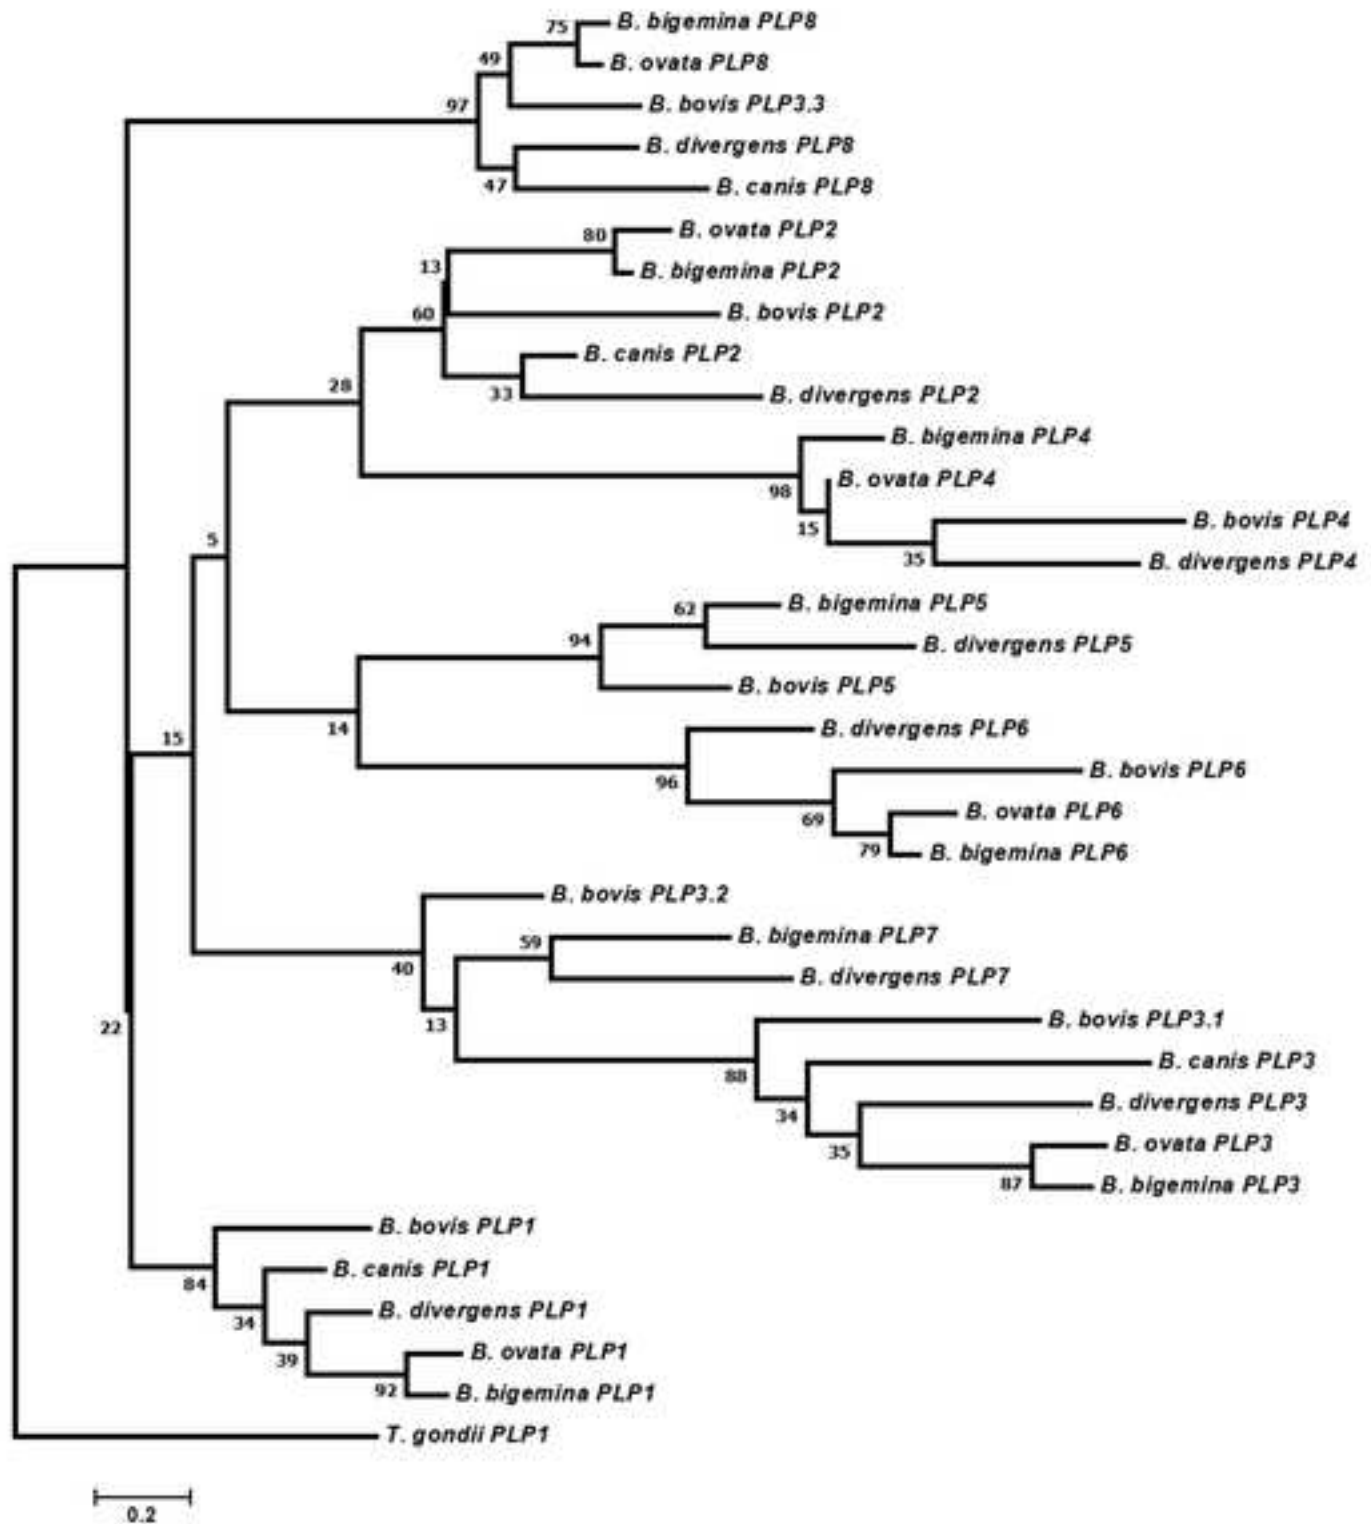 75
B. bigemina PLP8
49
B. ovata PLP8
97
B. bovis PLP3.3
B. divergens PLP8
47
B. canis PLP8
80
B. ovata PLP2
13
B. bigemina PLP2
60
B. bovis PLP2
B. canis PLP2
28
33
B. divergens PLP2
B. bigemina PLP4
98
B. ovata PLP4
15
B. bovis PLP4
5
35
B. divergens PLP4
62
B. bigemina PLP5
94
B. divergens PLP5
B. bovis PLP5
14
B. divergens PLP6
15
96
B. bovis PLP6
69
B. ovata PLP6
79
B. bigemina PLP6
B. bovis PLP3.2
59
B. bigemina PLP7
40
B. divergens PLP7
22
13
B. bovis PLP3.1
88
B. canis PLP3
34
B. divergens PLP3
35
B. ovata PLP3
87
B. bigemina PLP3
B. bovis PLP1
84
B. canis PLP1
34
B. divergens PLP1
39
B. ovata PLP1
92
B. bigemina PLP1
T. gondii PLP1
0.2